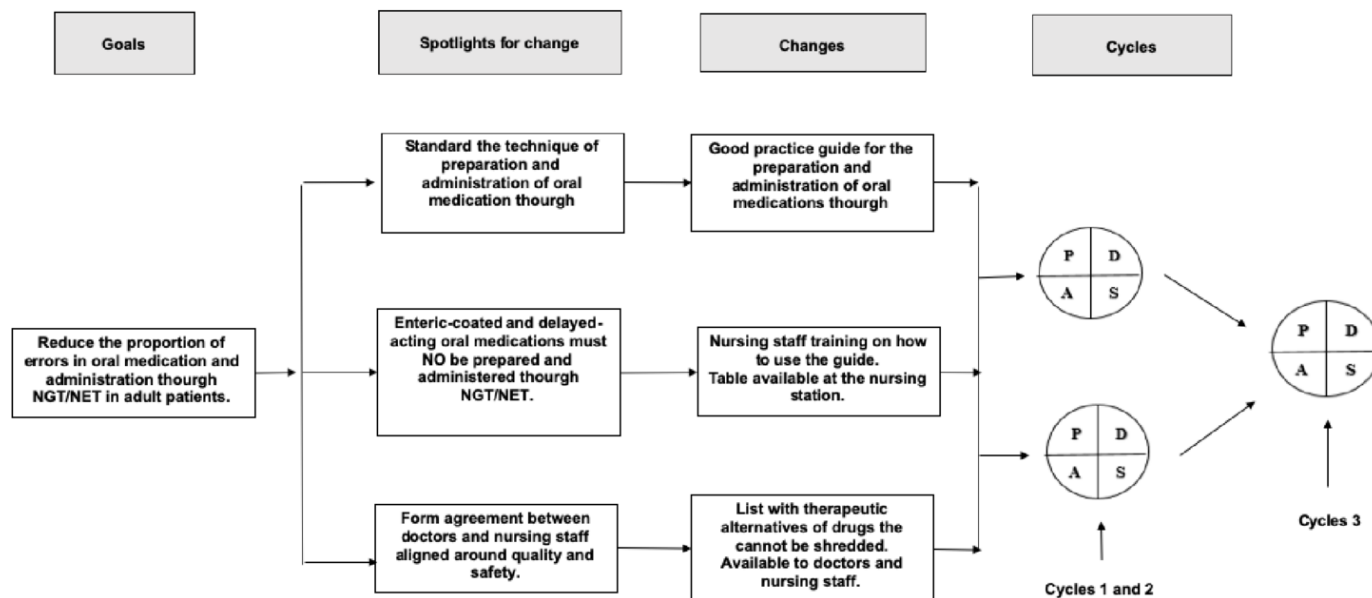 Goals
Spotlights for change
Changes
Cycles
Standard the technique of
preparation and
administration of oral
medication thourgh
Good practice guide for the
preparation and
administration of oral
medications thourgh
P D
A S
Reduce the proportion of
errors in oral medication and
administration thourgh
NGT/NET in adult patients.
Enteric-coated and delayed-
acting oral medications must
NO be prepared and
administered thourgh
NGT/NET.
Nursing staff training on how
to use the guide.
Table available at the nursing
station.
P D
A S
P D
A S
Form agreement between
doctors and nursing staff
aligned around quality and
safety.
List with therapeutic
alternatives of drugs the
cannot be shredded.
Available to doctors and
nursing staff.
Cycles 1 and 2
Cycles 3